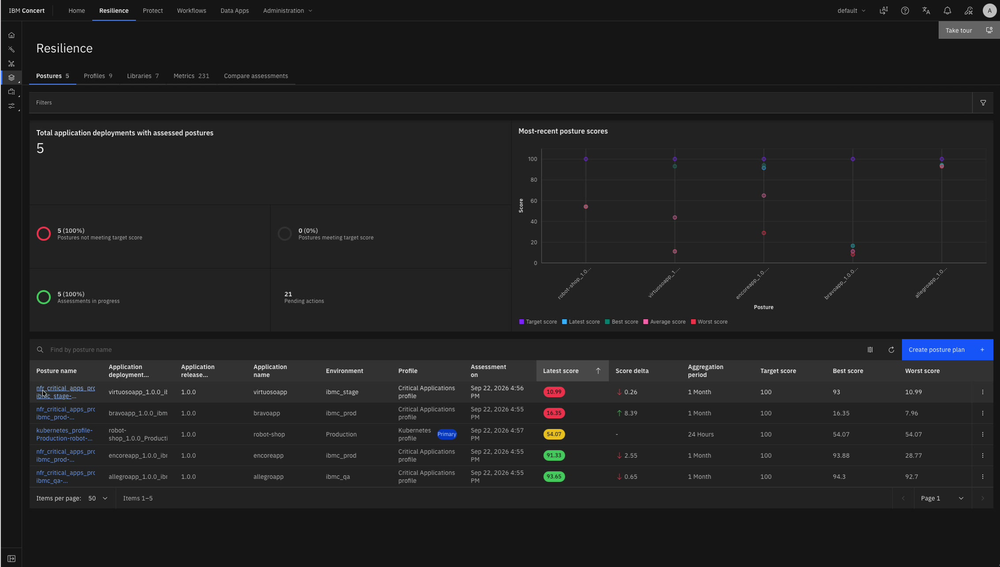 IBM Concert
Home
Resilience
Protect
Workflows
Data Apps
Administration
default
A
Take tour
Resilience
Postures 5
Profiles 9
Libraries 7
Metrics 231
Compare assessments
Filters
Total application deployments with assessed postures
5
5 (100%)
Postures not meeting target score
0 (0%)
Postures meeting target score
5 (100%)
Assessments in progress
21
Pending actions
Most-recent posture scores
100
80
60
40
20
0
Score
robot-shop_1.0...
virtuosoapp_1....
encoreapp_1.0....
bravoapp_1.0.0...
allegroapp_1.0...
Posture
Target score
Latest score
Best score
Average score
Worst score
Find by posture name
Create posture plan +
Posture name
Application
deployment...
Application
release...
Application
name
Environment
Profile
Assessment
on
Latest score
Score delta
Aggregation
period
Target score
Best score
Worst score
nfr_critical_apps_prc
ibmc_stage-...
virtuosoapp_1.0.0_it
1.0.0
virtuosoapp
ibmc_stage
Critical Applications
profile
Sep 22, 2026 4:56
PM
10.99
0.26
1 Month
100
93
10.99
nfr_critical_apps_prc
ibmc_prod-...
bravoapp_1.0.0_ibm
1.0.0
bravoapp
ibmc_prod
Critical Applications
profile
Sep 22, 2026 4:55
PM
16.35
8.39
1 Month
100
16.35
7.96
kubernetes_profile-
Production-robot-...
robot-
shop_1.0.0_Producti
1.0.0
robot-shop
Production
Kubernetes
profile
Primary
Sep 22, 2026 4:57
PM
54.07
-
24 Hours
100
54.07
54.07
nfr_critical_apps_prc
ibmc_prod-...
encoreapp_1.0.0_ibr
1.0.0
encoreapp
ibmc_prod
Critical Applications
profile
Sep 22, 2026 4:55
PM
91.33
2.55
1 Month
100
93.88
28.77
nfr_critical_apps_prc
ibmc_qa-...
allegroapp_1.0.0_ibr
1.0.0
allegroapp
ibmc_qa
Critical Applications
profile
Sep 22, 2026 4:55
PM
93.65
0.65
1 Month
100
94.3
92.7
Items per page: 50
Items 1–5
Page 1